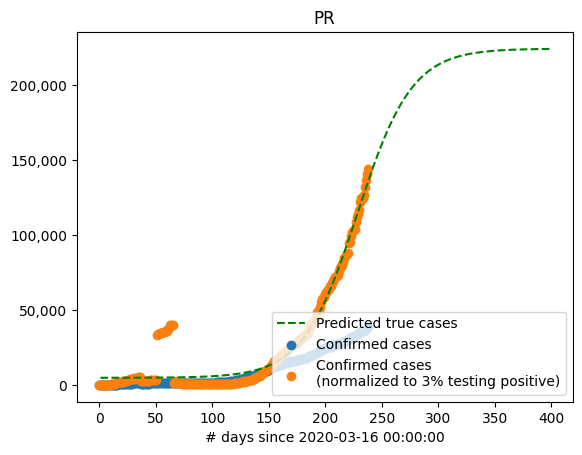 PR
200,000
150,000
100,000
50,000
0
Predicted true cases
Confirmed cases
Confirmed cases
(normalized to 3% testing positive)
0 50 100 150 200 250 300 350 400
# days since 2020-03-16 00:00:00